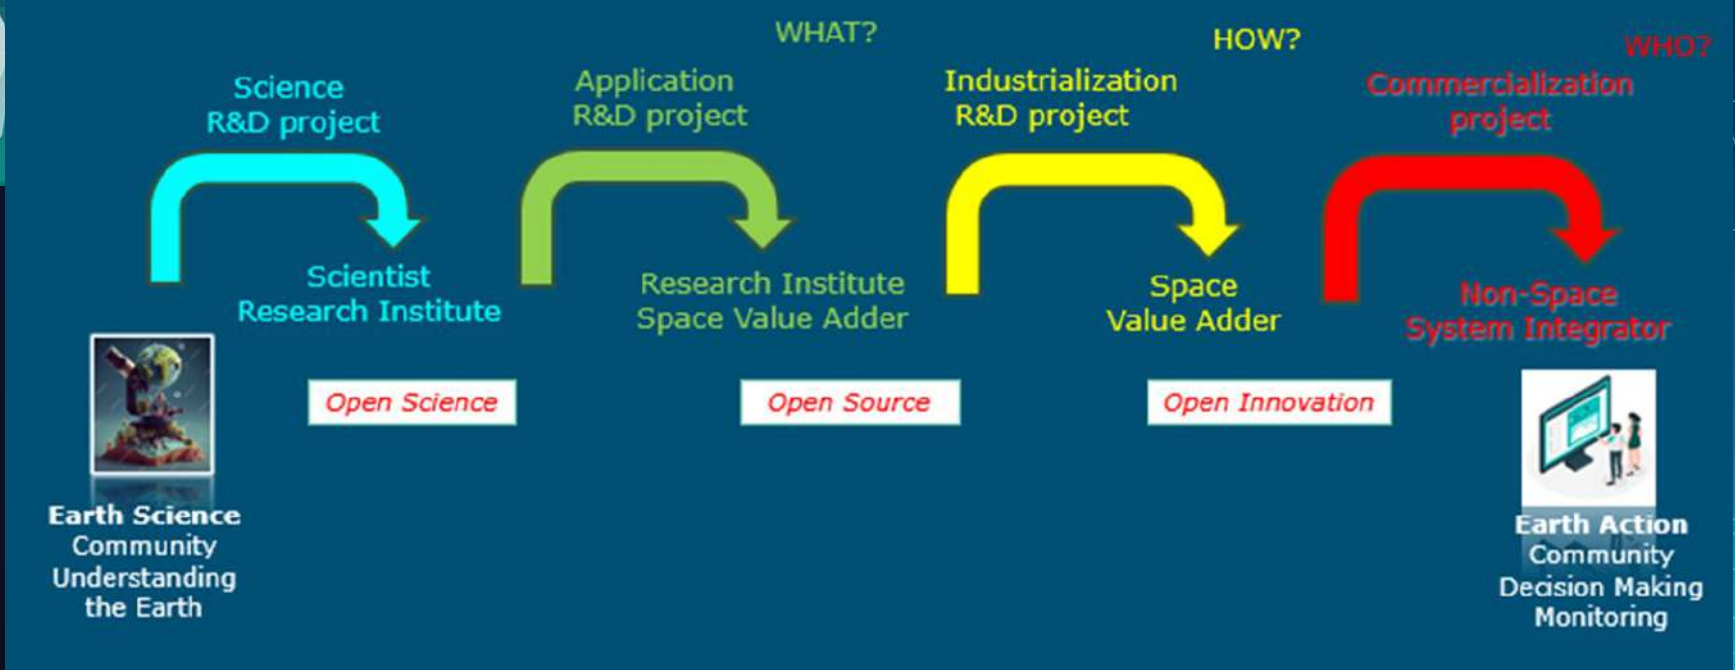 WHAT?
HOW?
WHO?
Science
R&D project
Application
R&D project
Industrialization
R&D project
Commercialization
project
Scientist
Research Institute
Research Institute
Space Value Adder
Space
Value Adder
Non-Space
System Integrator
Open Science
Open Source
Open Innovation
Earth Science
Community
Understanding
the Earth
Earth Action
Community
Decision Making
Monitoring